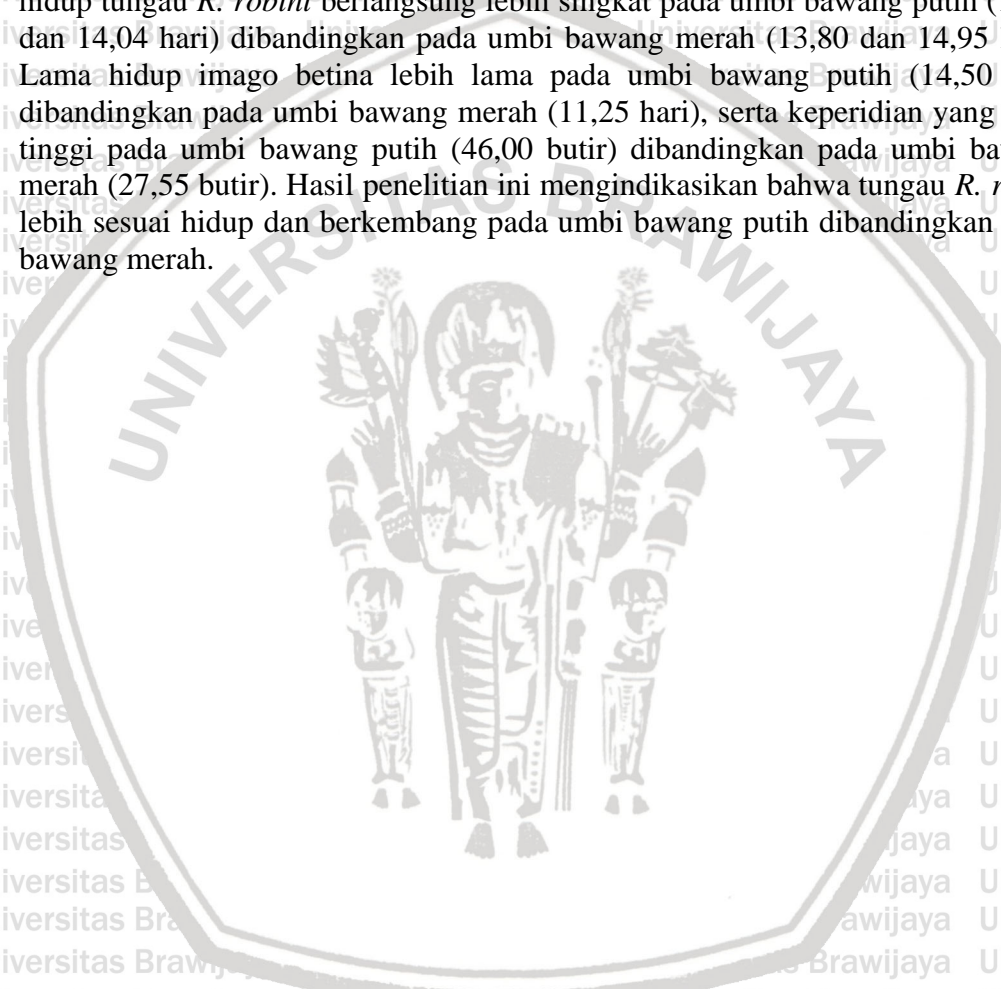 hidup tungau R. robini berlangsung lebih singkat pada umbi bawang putih (
dan 14,04 hari) dibandingkan pada umbi bawang merah (13,80 dan 14,95
Lama hidup imago betina lebih lama pada umbi bawang putih (14,50
dibandingkan pada umbi bawang merah (11,25 hari), serta keperidian yang
tinggi pada umbi bawang putih (46,00 butir) dibandingkan pada umbi ba
merah (27,55 butir). Hasil penelitian ini mengindikasikan bahwa tungau R. r
lebih sesuai hidup dan berkembang pada umbi bawang putih dibandingkan
bawang merah.
UNIVERSITAS BRAWIJAYA